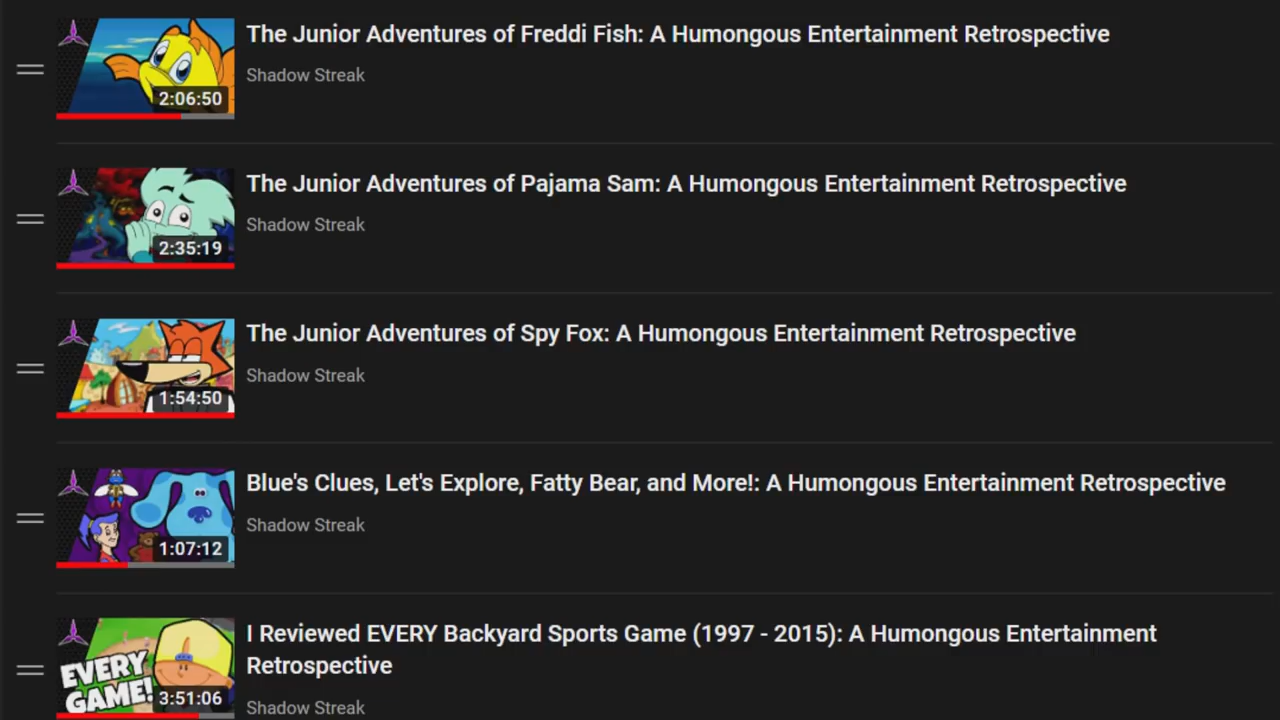 The Junior Adventures of Freddi Fish: A Humongous Entertainment Retrospective
Shadow Streak
2:06:50
The Junior Adventures of Pajama Sam: A Humongous Entertainment Retrospective
Shadow Streak
2:35:19
The Junior Adventures of Spy Fox: A Humongous Entertainment Retrospective
Shadow Streak
1:54:50
Blue's Clues, Let's Explore, Fatty Bear, and More!: A Humongous Entertainment Retrospective
Shadow Streak
1:07:12
I Reviewed EVERY Backyard Sports Game (1997 - 2015): A Humongous Entertainment
Retrospective
Shadow Streak
EVERY
GAME!
3:51:06